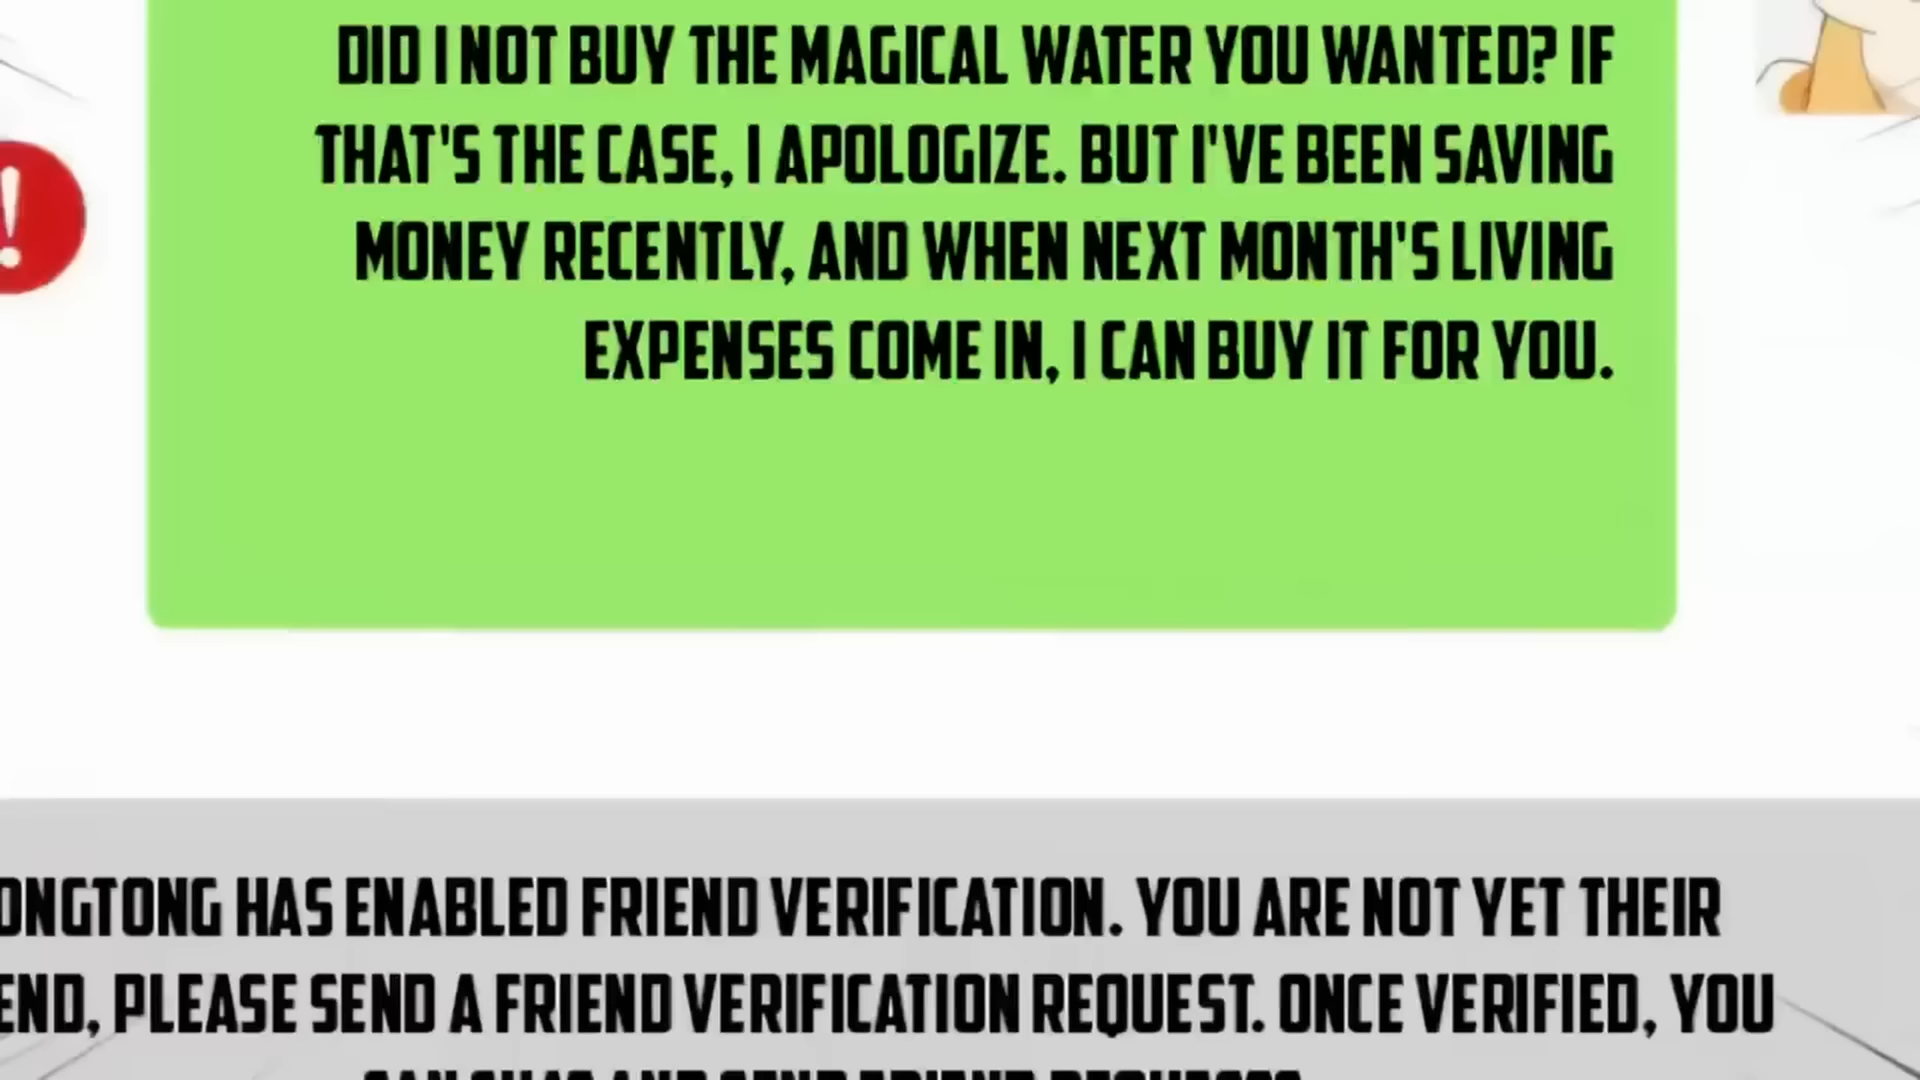 DID I NOT BUY THE MAGICAL WATER YOU WANTED? IF
THAT'S THE CASE, I APOLOGIZE. BUT I'VE BEEN SAVING
MONEY RECENTLY, AND WHEN NEXT MONTH'S LIVING
EXPENSES COME IN, I CAN BUY IT FOR YOU.
!
ONGTONG HAS ENABLED FRIEND VERIFICATION. YOU ARE NOT YET THEIR
END, PLEASE SEND A FRIEND VERIFICATION REQUEST. ONCE VERIFIED, YOU